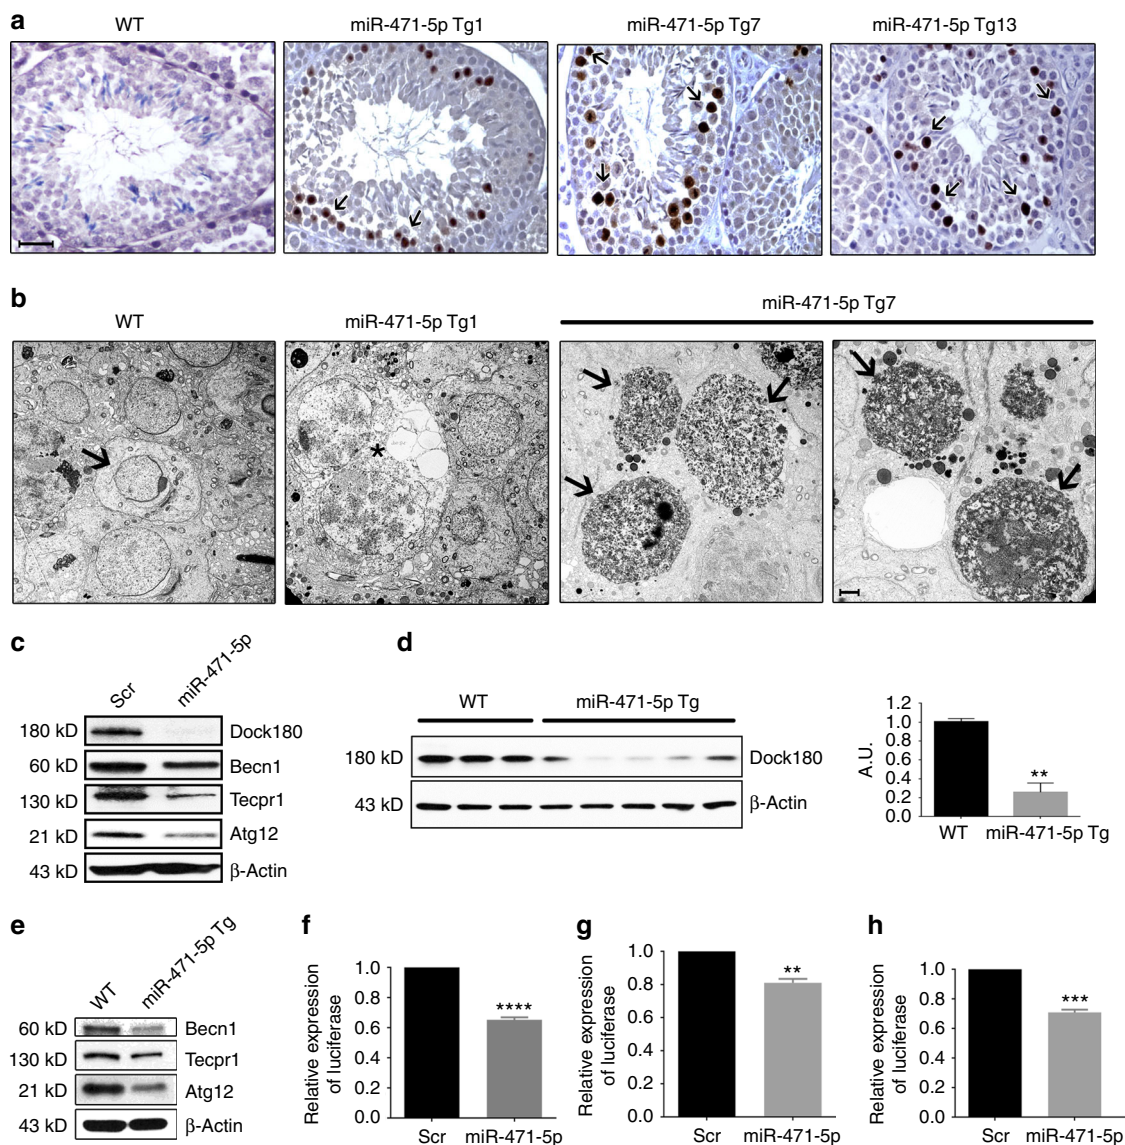 a
WT
miR-471-5p Tg1
miR-471-5p Tg7
miR-471-5p Tg13
b
WT
miR-471-5p Tg1
miR-471-5p Tg7
*
c
Scr
miR-471-5p
180 kD
Dock180
60 kD
Becn1
130 kD
Tecpr1
21 kD
Atg12
43 kD
β-Actin
d
WT
miR-471-5p Tg
180 kD
Dock180
43 kD
β-Actin
A.U.
1.2
1.0
0.8
0.6
0.4
0.2
0.0
**
WT
miR-471-5p Tg
e
WT
miR-471-5p Tg
60 kD
Becn1
130 kD
Tecpr1
21 kD
Atg12
43 kD
β-Actin
f
Relative expression
of luciferase
1.0
0.8
0.6
0.4
0.2
0.0
****
Scr
miR-471-5p
g
Relative expression
of luciferase
1.0
0.8
0.6
0.4
0.2
0.0
**
Scr
miR-471-5p
h
Relative expression
of luciferase
1.0
0.8
0.6
0.4
0.2
0.0
***
Scr
miR-471-5p